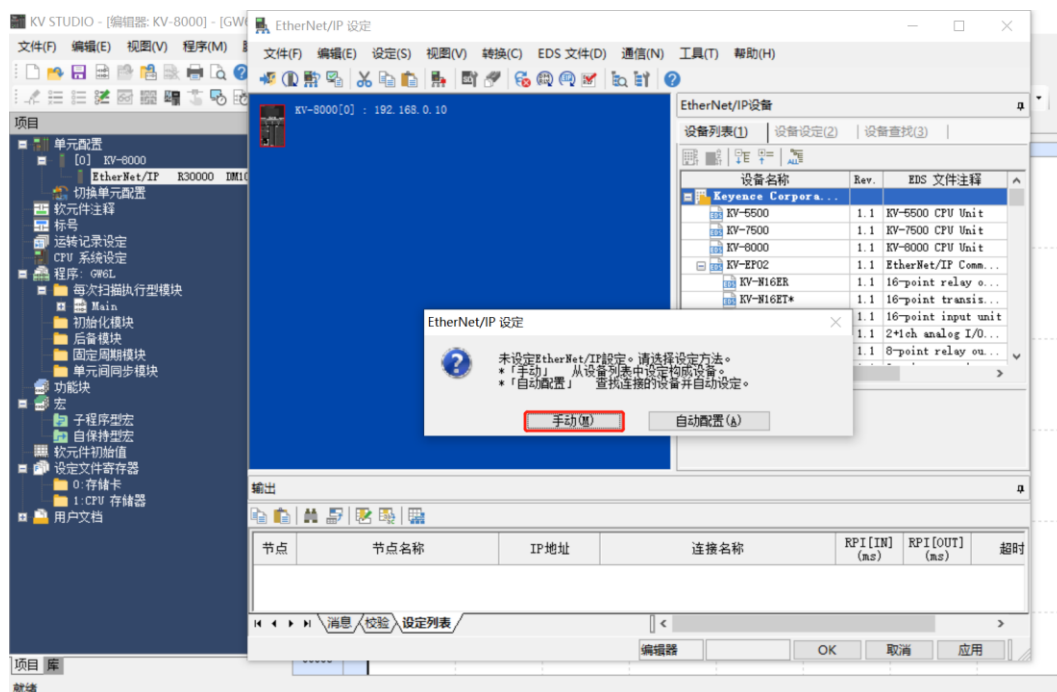 KV STUDIO - [编辑器: KV-8000] - [GW6
文件(F) 编辑(E) 视图(V) 程序(M)
项目
单元配置
[0] KV-8000
EtherNet/IP R30000 DM10
切换单元配置
软元件注释
标号
运转记录设定
CPU 系统设定
程序: GW6L
每次扫描执行型模块
Main
初始化模块
后备模块
固定周期模块
单元间同步模块
功能块
宏
子程序型宏
自保持型宏
软元件初始值
设定文件寄存器
0:存储卡
1:CPU 存储器
用户文档
项目 库
就绪
EtherNet/IP 设定
文件(F) 编辑(E) 设定(S) 视图(V) 转换(C) EDS 文件(D) 通信(N) 工具(T) 帮助(H)
KV-8000[0] : 192.168.0.10
EtherNet/IP设备
设备列表(1) 设备设定(2) 设备查找(3)
设备名称 Rev. EDS 文件注释
Keyence Corpora...
KV-5500 1.1 KV-5500 CPU Unit
KV-7500 1.1 KV-7500 CPU Unit
KV-8000 1.1 KV-8000 CPU Unit
KV-EP02 1.1 EtherNet/IP Comm...
KV-N16ER 1.1 16-point relay o...
KV-N16ET* 1.1 16-point transis...
1.1 16-point input unit
1.1 2+1ch analog I/O...
1.1 8-point relay ou...
EtherNet/IP 设定
未设定EtherNet/IP設定。请选择设定方法。
*「手动」 从设备列表中设定构成设备。
*「自动配置」 查找连接的设备并自动设定。
手动(M) 自动配置(A)
输出
节点 节点名称 IP地址 连接名称 RPI[IN] (ms) RPI[OUT] (ms) 超时
消息 校验 设定列表
编辑器 OK 取消 应用